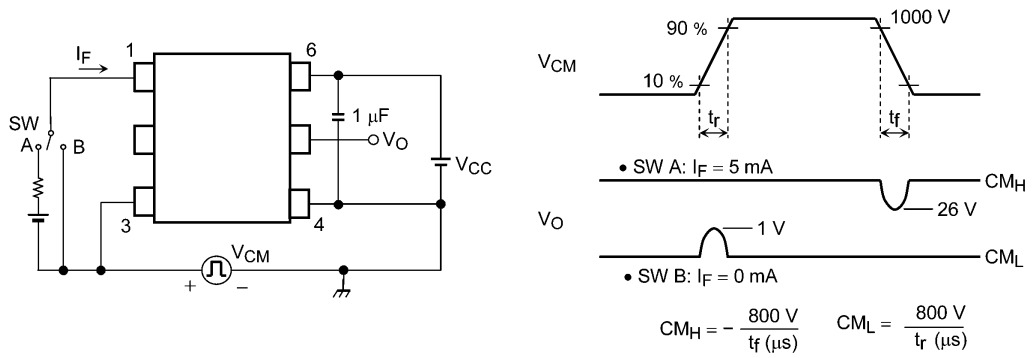 I_F
1
6
SW
A
B
1 μF
V_O
V_CC
3
4
V_CM
+
−
V_CM
90 %
10 %
1000 V
t_r
t_f
• SW A: I_F = 5 mA
CM_H
26 V
V_O
1 V
CM_L
• SW B: I_F = 0 mA
CM_H = − 800 V / t_f (μs)
CM_L = 800 V / t_r (μs)